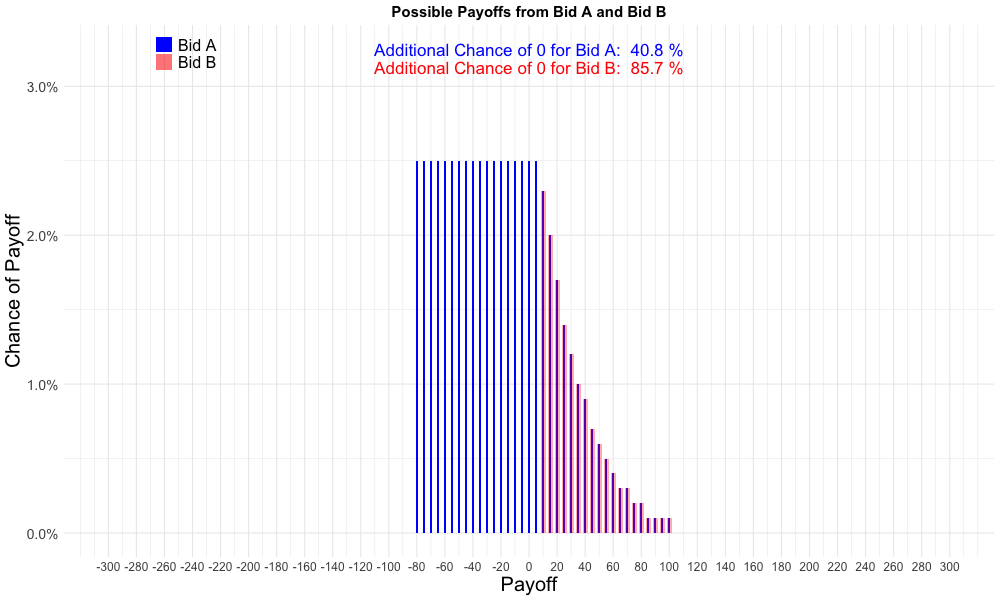 Possible Payoffs from Bid A and Bid B
Bid A
Bid B
Additional Chance of 0 for Bid A:  40.8 %
Additional Chance of 0 for Bid B:  85.7 %
Chance of Payoff
3.0%
2.0%
1.0%
0.0%
-300 -280 -260 -240 -220 -200 -180 -160 -140 -120 -100 -80 -60 -40 -20 0 20 40 60 80 100 120 140 160 180 200 220 240 260 280 300
Payoff